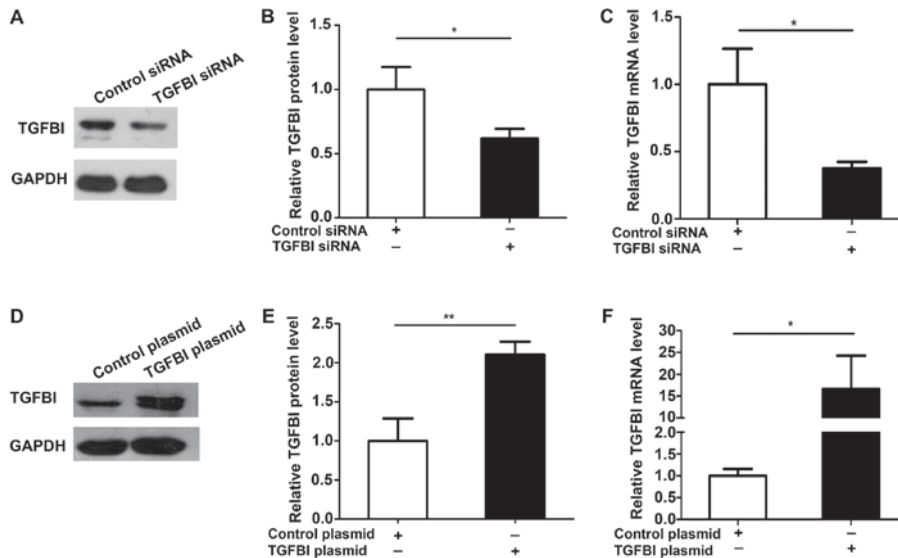 A
Control siRNA
TGFBI siRNA
TGFBI
GAPDH
B
*
Relative TGFBI protein level
1.5
1.0
0.5
0.0
Control siRNA + –
TGFBI siRNA – +
C
*
Relative TGFBI mRNA level
1.5
1.0
0.5
0.0
Control siRNA + –
TGFBI siRNA – +
D
Control plasmid
TGFBI plasmid
TGFBI
GAPDH
E
**
Relative TGFBI protein level
2.5
2.0
1.5
1.0
0.5
0.0
Control plasmid + –
TGFBI plasmid – +
F
*
Relative TGFBI mRNA level
30
25
20
15
10
2.0
1.5
1.0
0.5
0.0
Control plasmid + –
TGFBI plasmid – +